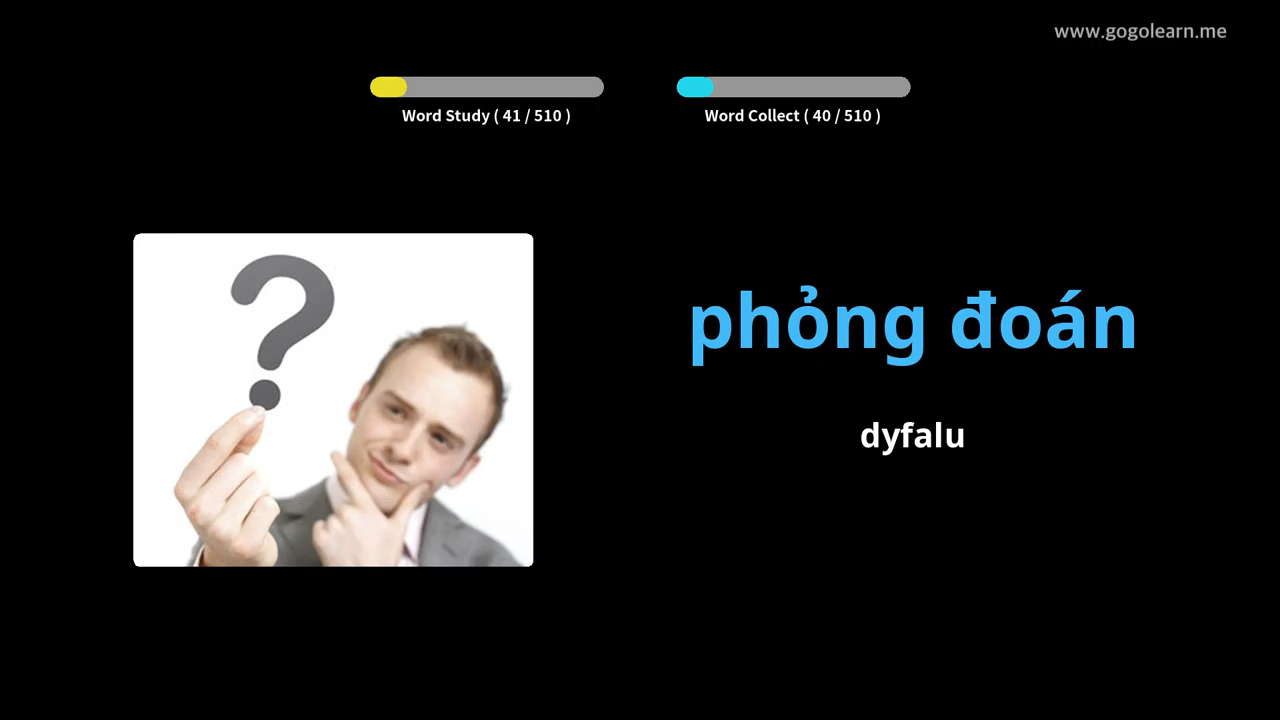 www.gogolearn.me
Word Study ( 41 / 510 )
Word Collect ( 40 / 510 )
phỏng đoán
dyfalu